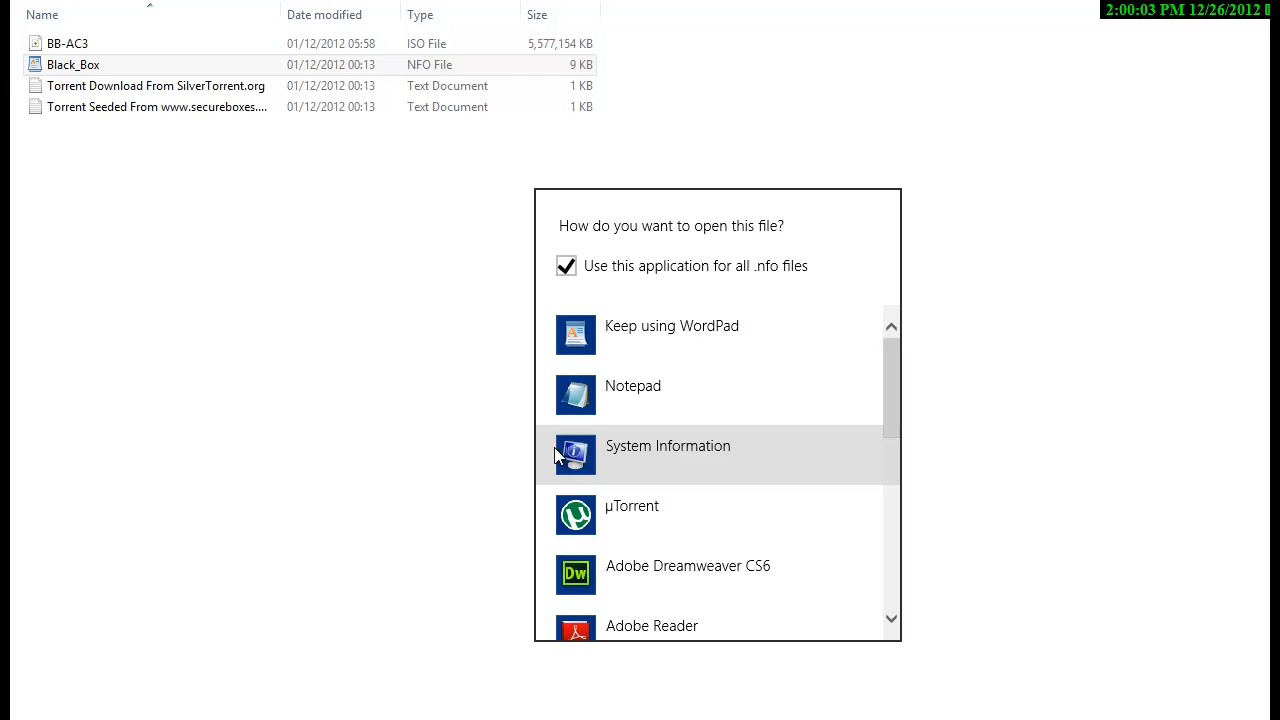 Name Date modified Type Size
2:00:03 PM 12/26/2012
BB-AC3 01/12/2012 05:58 ISO File 5,577,154 KB
Black_Box 01/12/2012 00:13 NFO File 9 KB
Torrent Download From SilverTorrent.org 01/12/2012 00:13 Text Document 1 KB
Torrent Seeded From www.secureboxes.... 01/12/2012 00:13 Text Document 1 KB
How do you want to open this file?
Use this application for all .nfo files
Keep using WordPad
Notepad
System Information
µTorrent
Dw Adobe Dreamweaver CS6
Adobe Reader